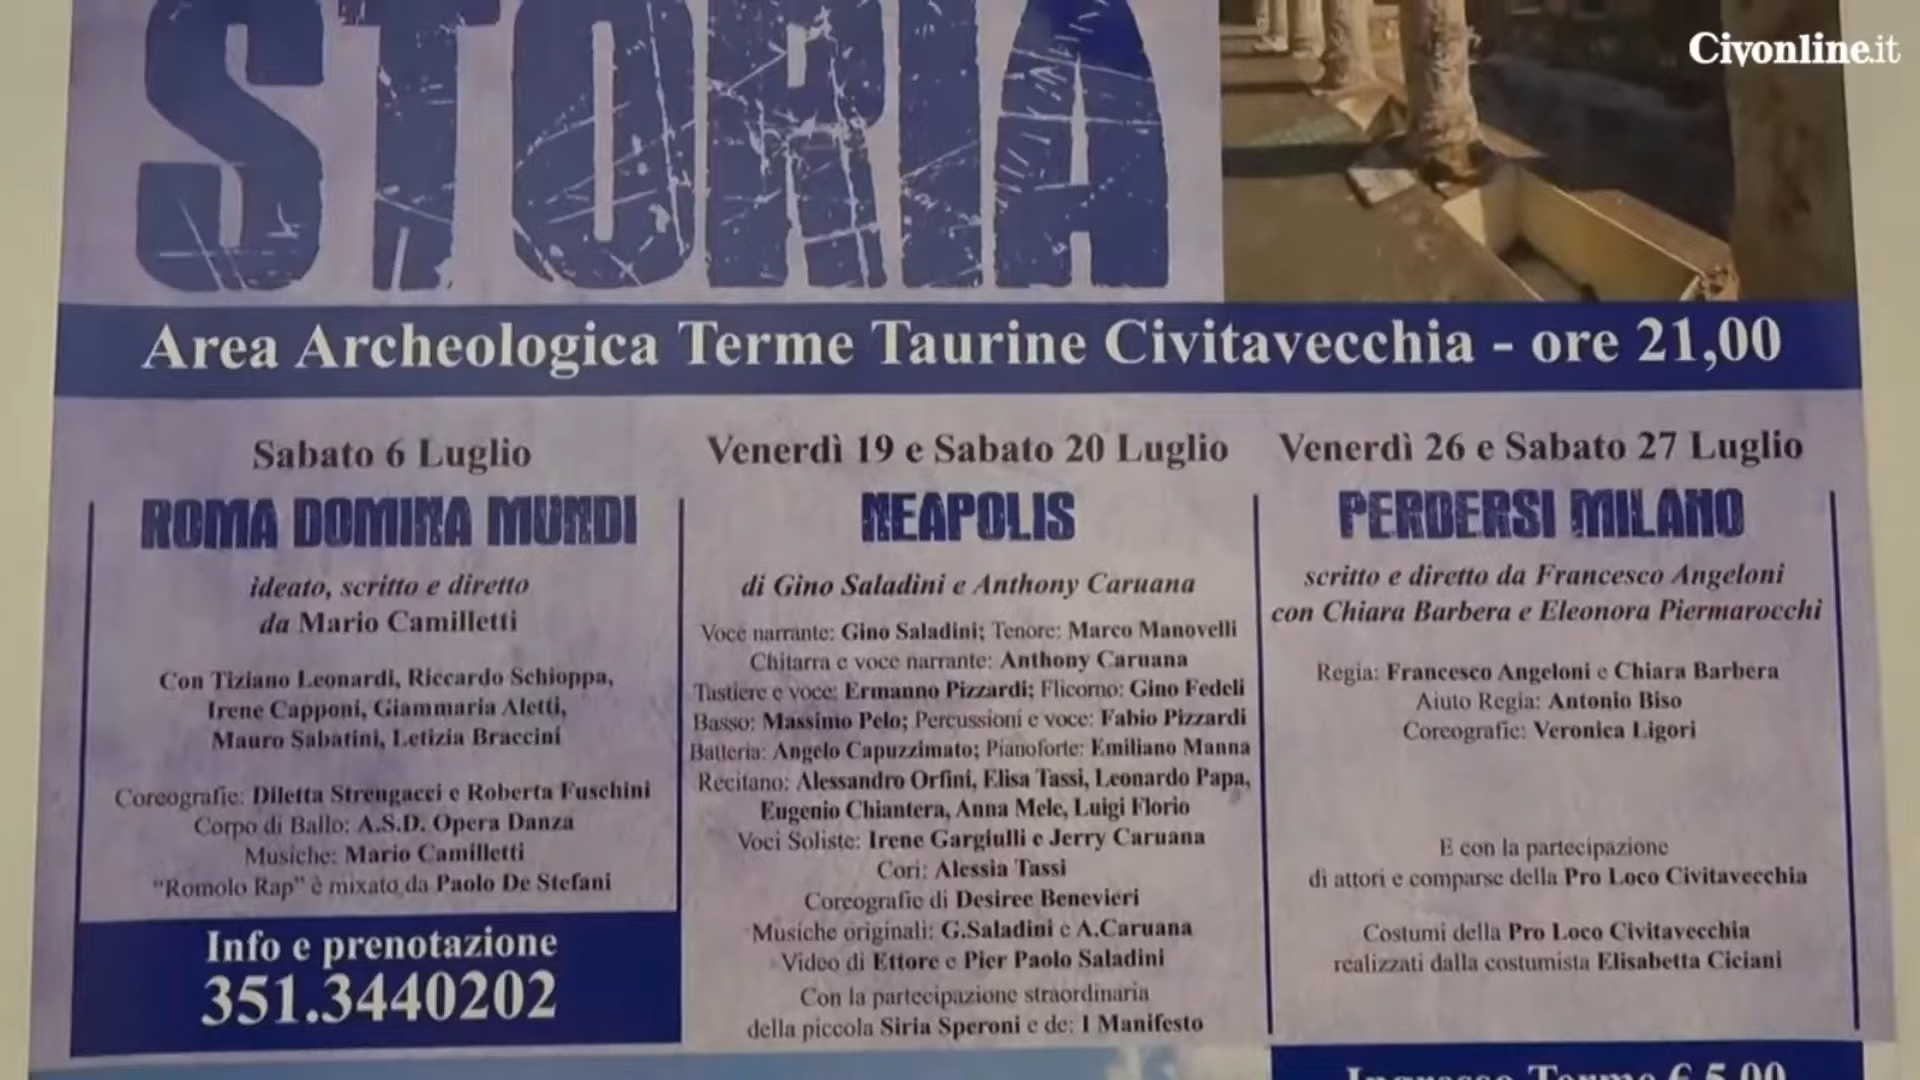 Civonline.it
STORIA
Area Archeologica Terme Taurine Civitavecchia - ore 21,00
Sabato 6 Luglio
ROMA DOMINA MUNDI
ideato, scritto e diretto
da Mario Camilletti
Con Tiziano Leonardi, Riccardo Schioppa,
Irene Capponi, Giammaria Aletti,
Mauro Sabatini, Letizia Braccini
Coreografie: Diletta Strengacci e Roberta Fuschini
Corpo di Ballo: A.S.D. Opera Danza
Musiche: Mario Camilletti
“Romolo Rap” è mixato da Paolo De Stefani
Info e prenotazione
351.3440202
Venerdì 19 e Sabato 20 Luglio
NEAPOLIS
di Gino Saladini e Anthony Caruana
Voce narrante: Gino Saladini; Tenore: Marco Manovelli
Chitarra e voce narrante: Anthony Caruana
Tastiere e voce: Ermanno Pizzardi; Flicorno: Gino Fedeli
Basso: Massimo Pelo; Percussioni e voce: Fabio Pizzardi
Batteria: Angelo Capuzzimato; Pianoforte: Emiliano Manna
Recitano: Alessandro Orfini, Elisa Tassi, Leonardo Papa,
Eugenio Chiantera, Anna Mele, Luigi Florio
Voci Soliste: Irene Gargiulli e Jerry Caruana
Cori: Alessia Tassi
Coreografie di Desiree Benevieri
Musiche originali: G.Saladini e A.Caruana
Video di Ettore e Pier Paolo Saladini
Con la partecipazione straordinaria
della piccola Siria Speroni e de: I Manifesto
Venerdì 26 e Sabato 27 Luglio
PERDERSI MILANO
scritto e diretto da Francesco Angeloni
con Chiara Barbera e Eleonora Piermarocchi
Regia: Francesco Angeloni e Chiara Barbera
Aiuto Regia: Antonio Biso
Coreografie: Veronica Ligori
E con la partecipazione
di attori e comparse della Pro Loco Civitavecchia
Costumi della Pro Loco Civitavecchia
realizzati dalla costumista Elisabetta Ciciani
Ingresso Terme € 5,00